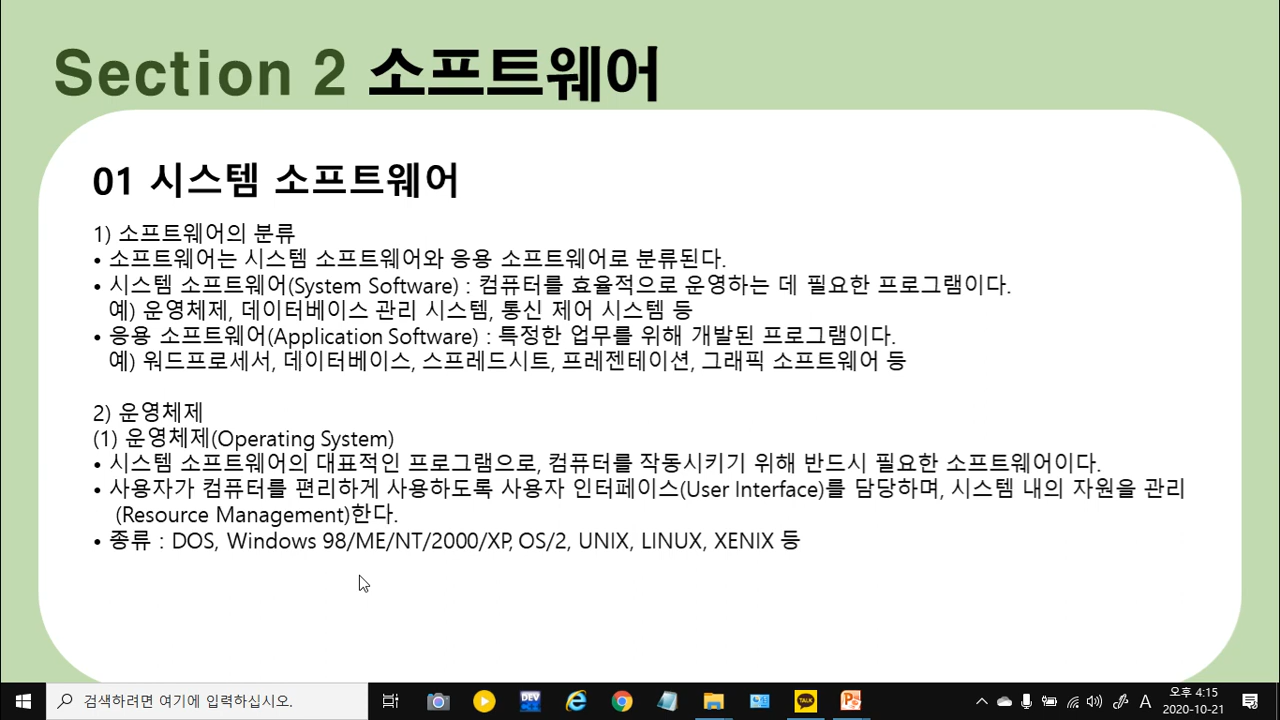 Section 2 소프트웨어
01 시스템 소프트웨어
1) 소프트웨어의 분류
• 소프트웨어는 시스템 소프트웨어와 응용 소프트웨어로 분류된다.
• 시스템 소프트웨어(System Software) : 컴퓨터를 효율적으로 운영하는 데 필요한 프로그램이다.
예) 운영체제, 데이터베이스 관리 시스템, 통신 제어 시스템 등
• 응용 소프트웨어(Application Software) : 특정한 업무를 위해 개발된 프로그램이다.
예) 워드프로세서, 데이터베이스, 스프레드시트, 프레젠테이션, 그래픽 소프트웨어 등
2) 운영체제
(1) 운영체제(Operating System)
• 시스템 소프트웨어의 대표적인 프로그램으로, 컴퓨터를 작동시키기 위해 반드시 필요한 소프트웨어이다.
• 사용자가 컴퓨터를 편리하게 사용하도록 사용자 인터페이스(User Interface)를 담당하며, 시스템 내의 자원을 관리
(Resource Management)한다.
• 종류 : DOS, Windows 98/ME/NT/2000/XP, OS/2, UNIX, LINUX, XENIX 등
검색하려면 여기에 입력하십시오.
DEV
TALK
A
오후 4:15
2020-10-21